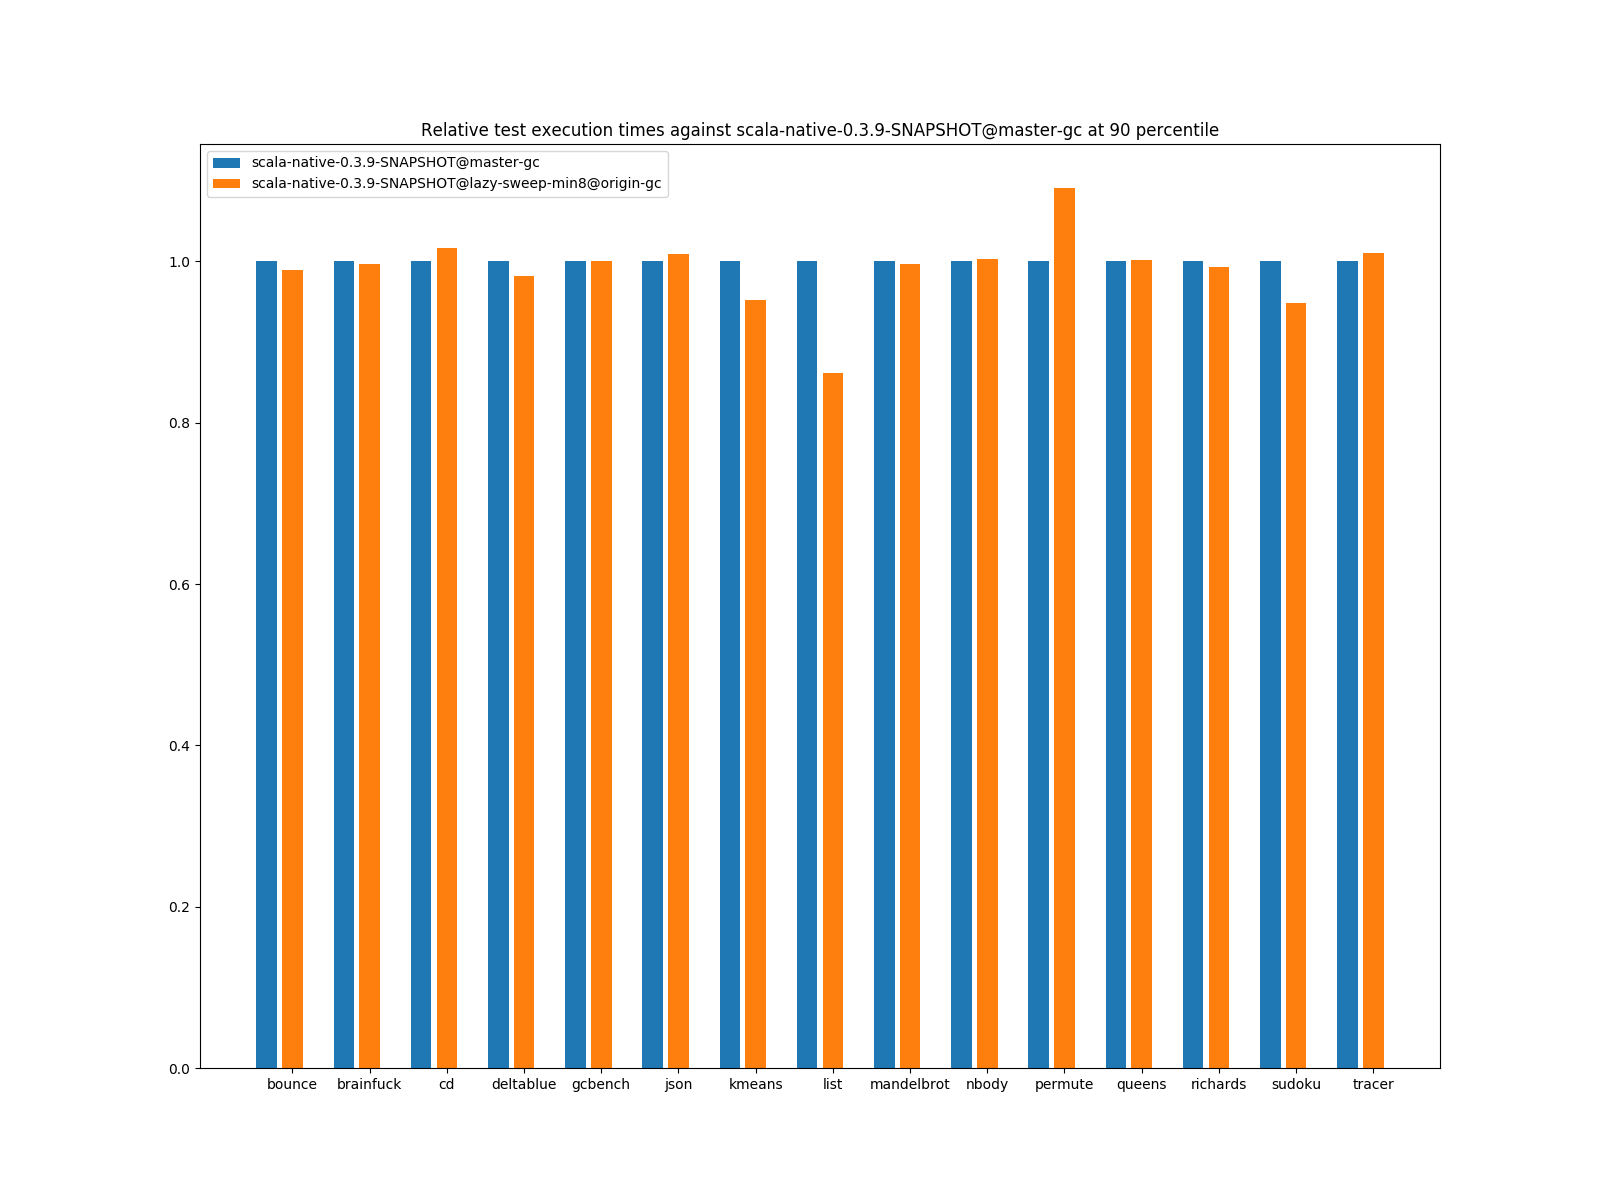 Relative test execution times against scala-native-0.3.9-SNAPSHOT@master-gc at 90 percentile
scala-native-0.3.9-SNAPSHOT@master-gc
scala-native-0.3.9-SNAPSHOT@lazy-sweep-min8@origin-gc
1.0
0.8
0.6
0.4
0.2
0.0
bounce brainfuck cd deltablue gcbench json kmeans list mandelbrot nbody permute queens richards sudoku tracer